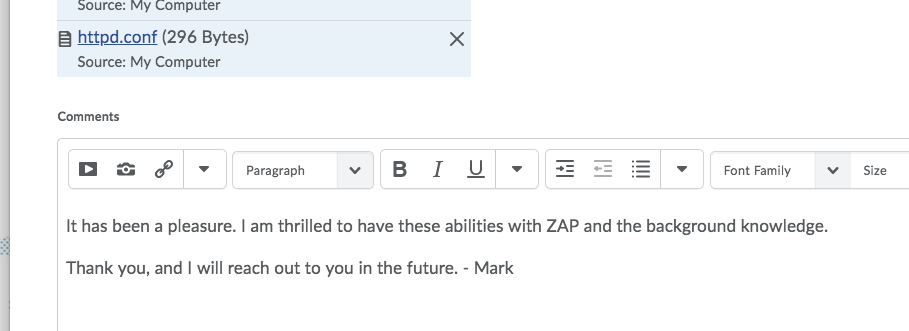 Source: My Computer
httpd.conf (296 Bytes)
Source: My Computer
Comments
Paragraph B I U Font Family Size
It has been a pleasure. I am thrilled to have these abilities with ZAP and the background knowledge.
Thank you, and I will reach out to you in the future. - Mark